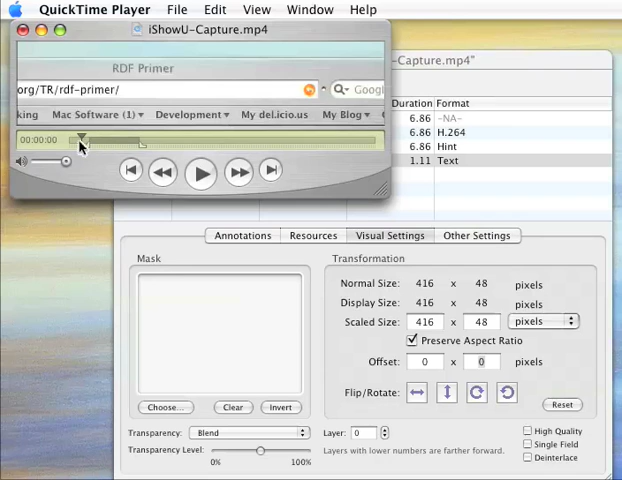 QuickTime Player File Edit View Window Help
iShowU-Capture.mp4
-Capture.mp4"
RDF Primer
org/TR/rdf-primer/ Googl
king Mac Software (1) Development My del.icio.us My Blog
00:00:00
Duration Format
6.86 -NA-
6.86 H.264
6.86 Hint
1.11 Text
Annotations Resources Visual Settings Other Settings
Mask
Transformation
Normal Size: 416 x 48 pixels
Display Size: 416 x 48 pixels
Scaled Size: 416 x 48 pixels
Preserve Aspect Ratio
Offset: 0 x 0 pixels
Flip/Rotate:
Choose... Clear Invert
Reset
Transparency: Blend
Layer: 0
High Quality
Transparency Level:
Layers with lower numbers are farther forward.
Single Field
0% 100%
Deinterlace